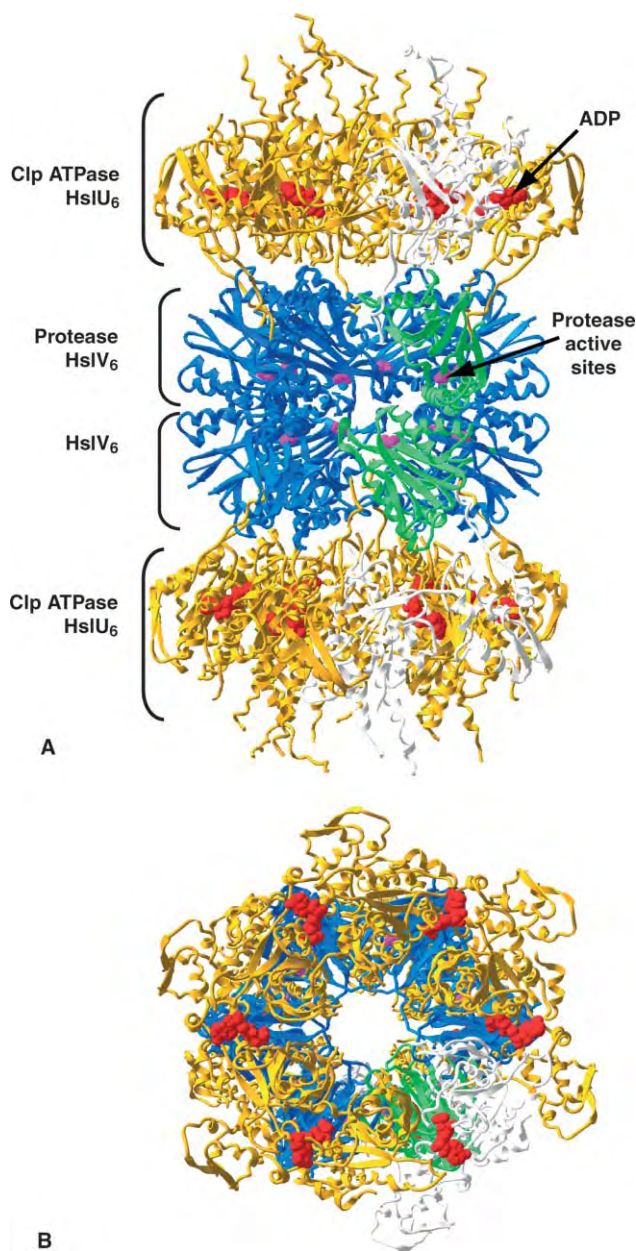 ADP
Clp ATPase
HslU6
Protease
HslV6
Protease
active
sites
HslV6
Clp ATPase
HslU6
A
B